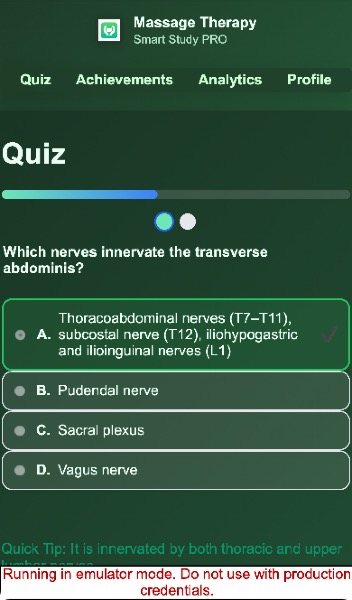 Massage Therapy
Smart Study PRO
Quiz Achievements Analytics Profile
Quiz
Which nerves innervate the transverse
abdominis?
A. Thoracoabdominal nerves (T7–T11),
subcostal nerve (T12), iliohypogastric
and ilioinguinal nerves (L1)
B. Pudendal nerve
C. Sacral plexus
D. Vagus nerve
Quick Tip: It is innervated by both thoracic and upper
lumbar nerves.
Running in emulator mode. Do not use with production
credentials.